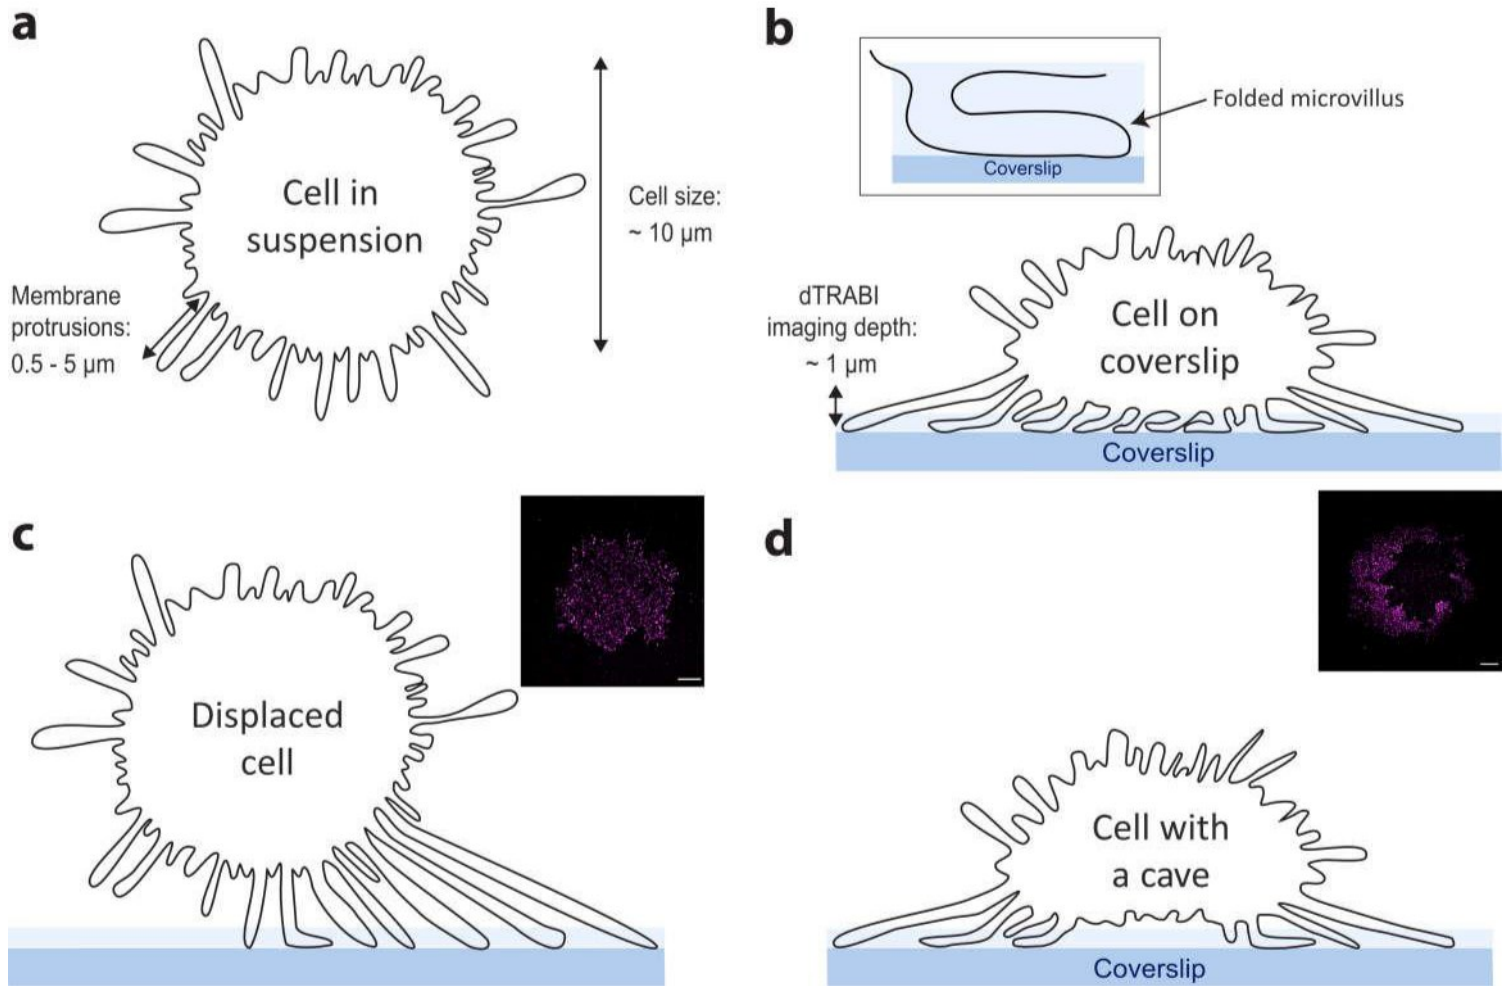 a
Cell in
suspension
Cell size:
~ 10 μm
Membrane
protrusions:
0.5 - 5 μm
b
Folded microvillus
Coverslip
dTRABI
imaging depth:
~ 1 μm
Cell on
coverslip
Coverslip
c
Displaced
cell
d
Cell with
a cave
Coverslip